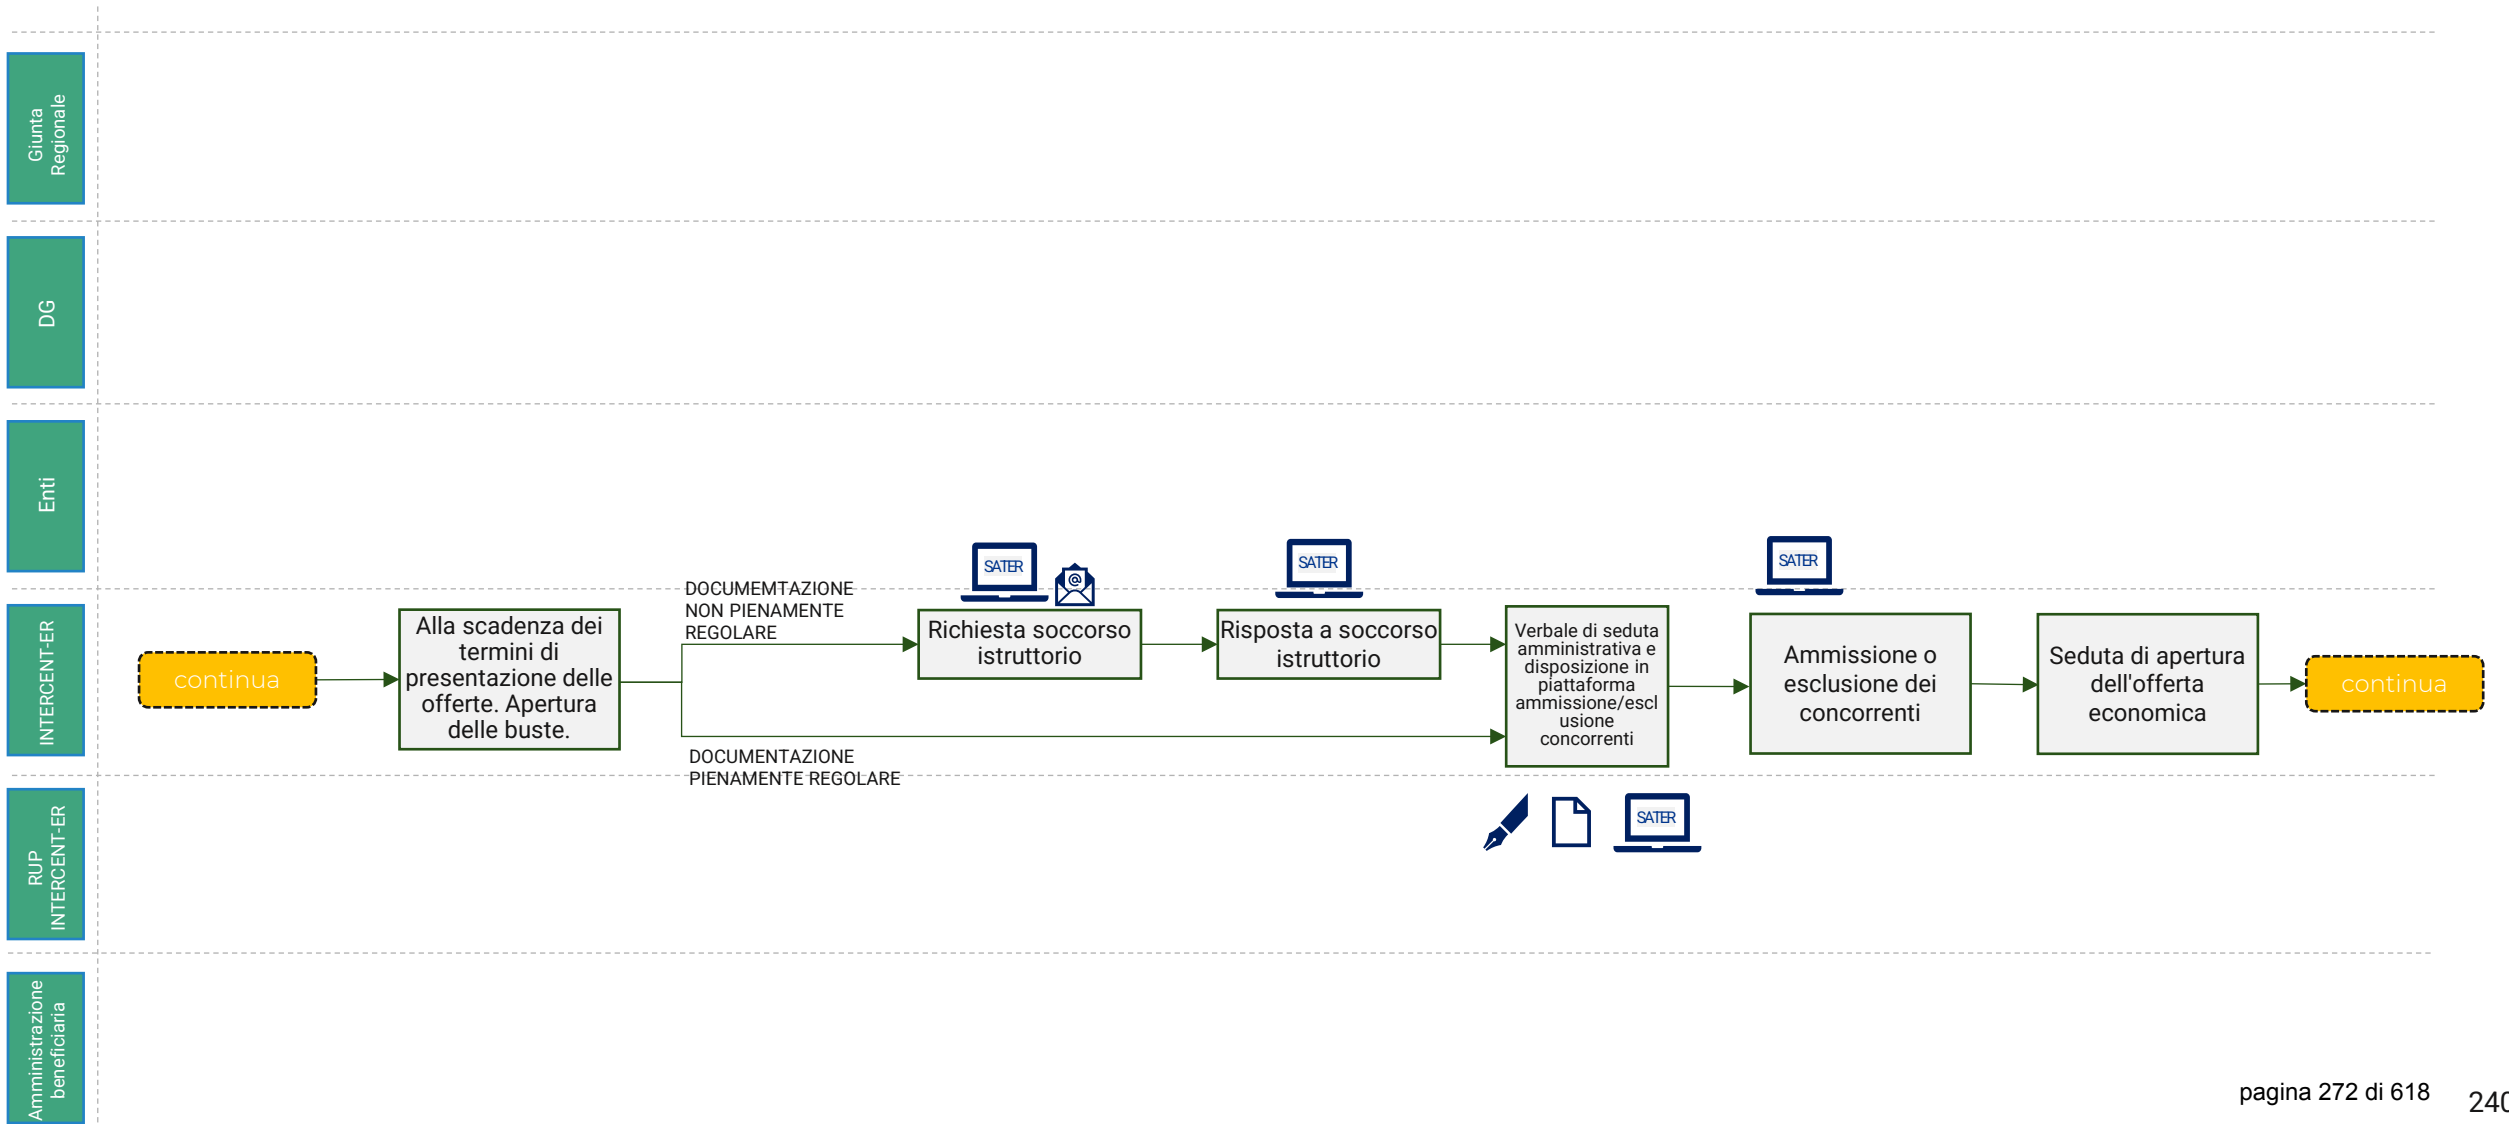 Giunta
Regionale
DG
Enti
INTERCENT-ER
RUP
INTERCENT-ER
Amministrazione
beneficiaria
continua
Alla scadenza dei
termini di
presentazione delle
offerte. Apertura
delle buste.
DOCUMEMTAZIONE
NON PIENAMENTE
REGOLARE
DOCUMENTAZIONE
PIENAMENTE REGOLARE
SATER
@
Richiesta soccorso
istruttorio
SATER
Risposta a soccorso
istruttorio
Verbale di seduta
amministrativa e
disposizione in
piattaforma
ammissione/escl
usione
concorrenti
SATER
SATER
Ammissione o
esclusione dei
concorrenti
Seduta di apertura
dell'offerta
economica
continua
pagina 272 di 618
240